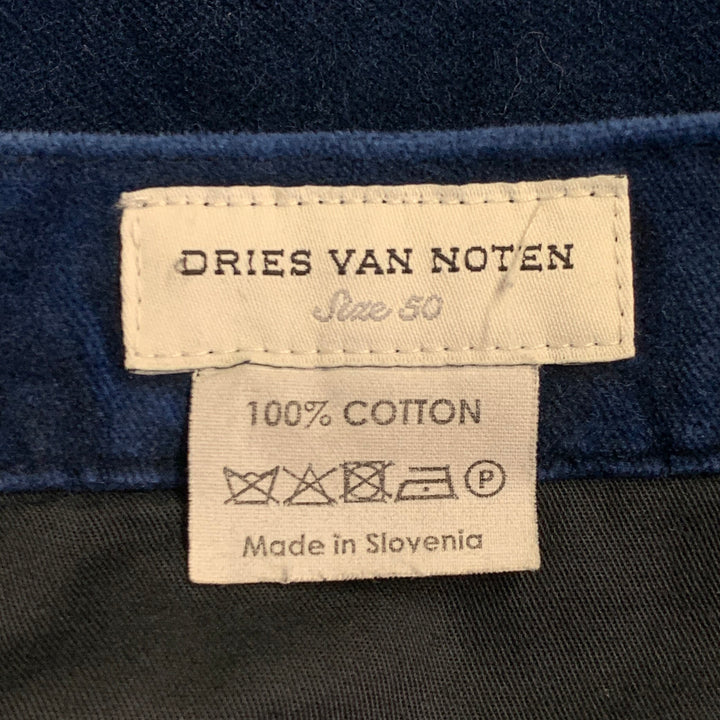 DRIES VAN NOTEN
Size 50
100% COTTON
P
Made in Slovenia